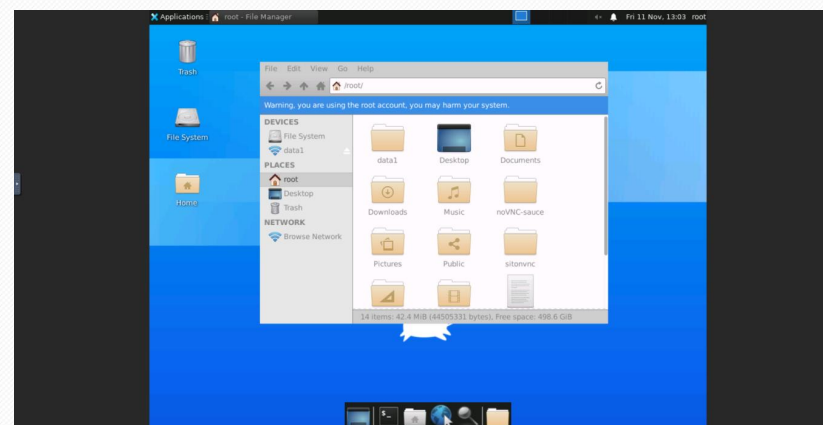 Applications root - File Manager Fri 11 Nov, 13:03 root
Trash
File System
Home
File Edit View Go Help
/root/
Warning, you are using the root account, you may harm your system.
DEVICES
File System
data1
PLACES
root
Desktop
Trash
NETWORK
Browse Network
data1 Desktop Documents
Downloads Music noVNC-sauce
Pictures Public sitonvnc
14 items: 42.4 MiB (44505331 bytes), Free space: 498.6 GiB
$_